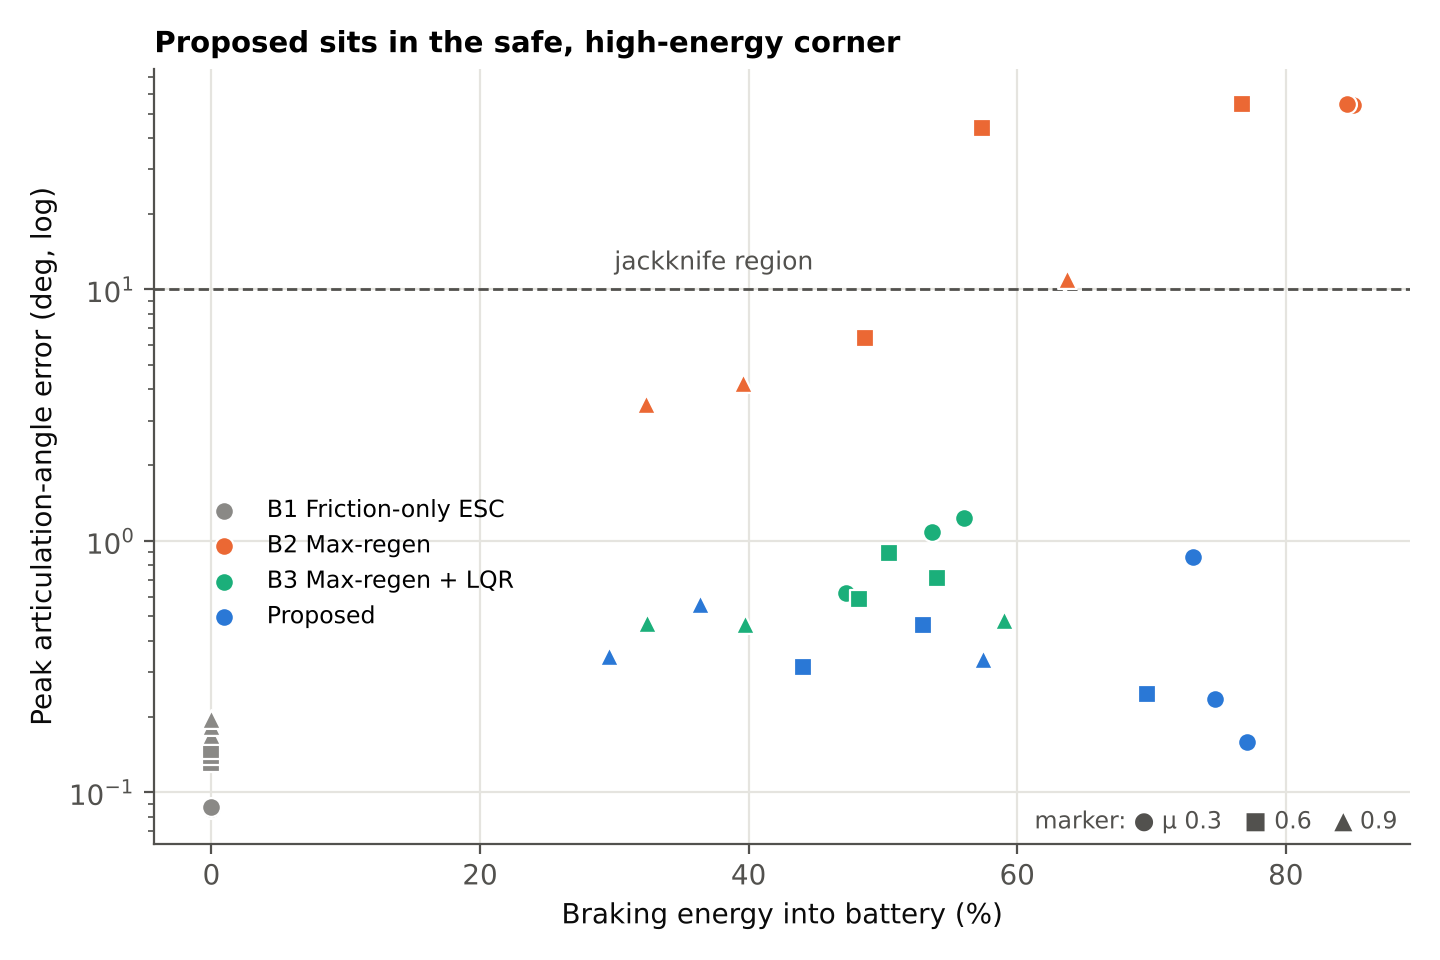 Proposed sits in the safe, high-energy corner
Peak articulation-angle error (deg, log)
jackknife region
10¹
10⁰
10⁻¹
B1 Friction-only ESC
B2 Max-regen
B3 Max-regen + LQR
Proposed
marker: ● μ 0.3 ■ 0.6 ▲ 0.9
0 20 40 60 80
Braking energy into battery (%)